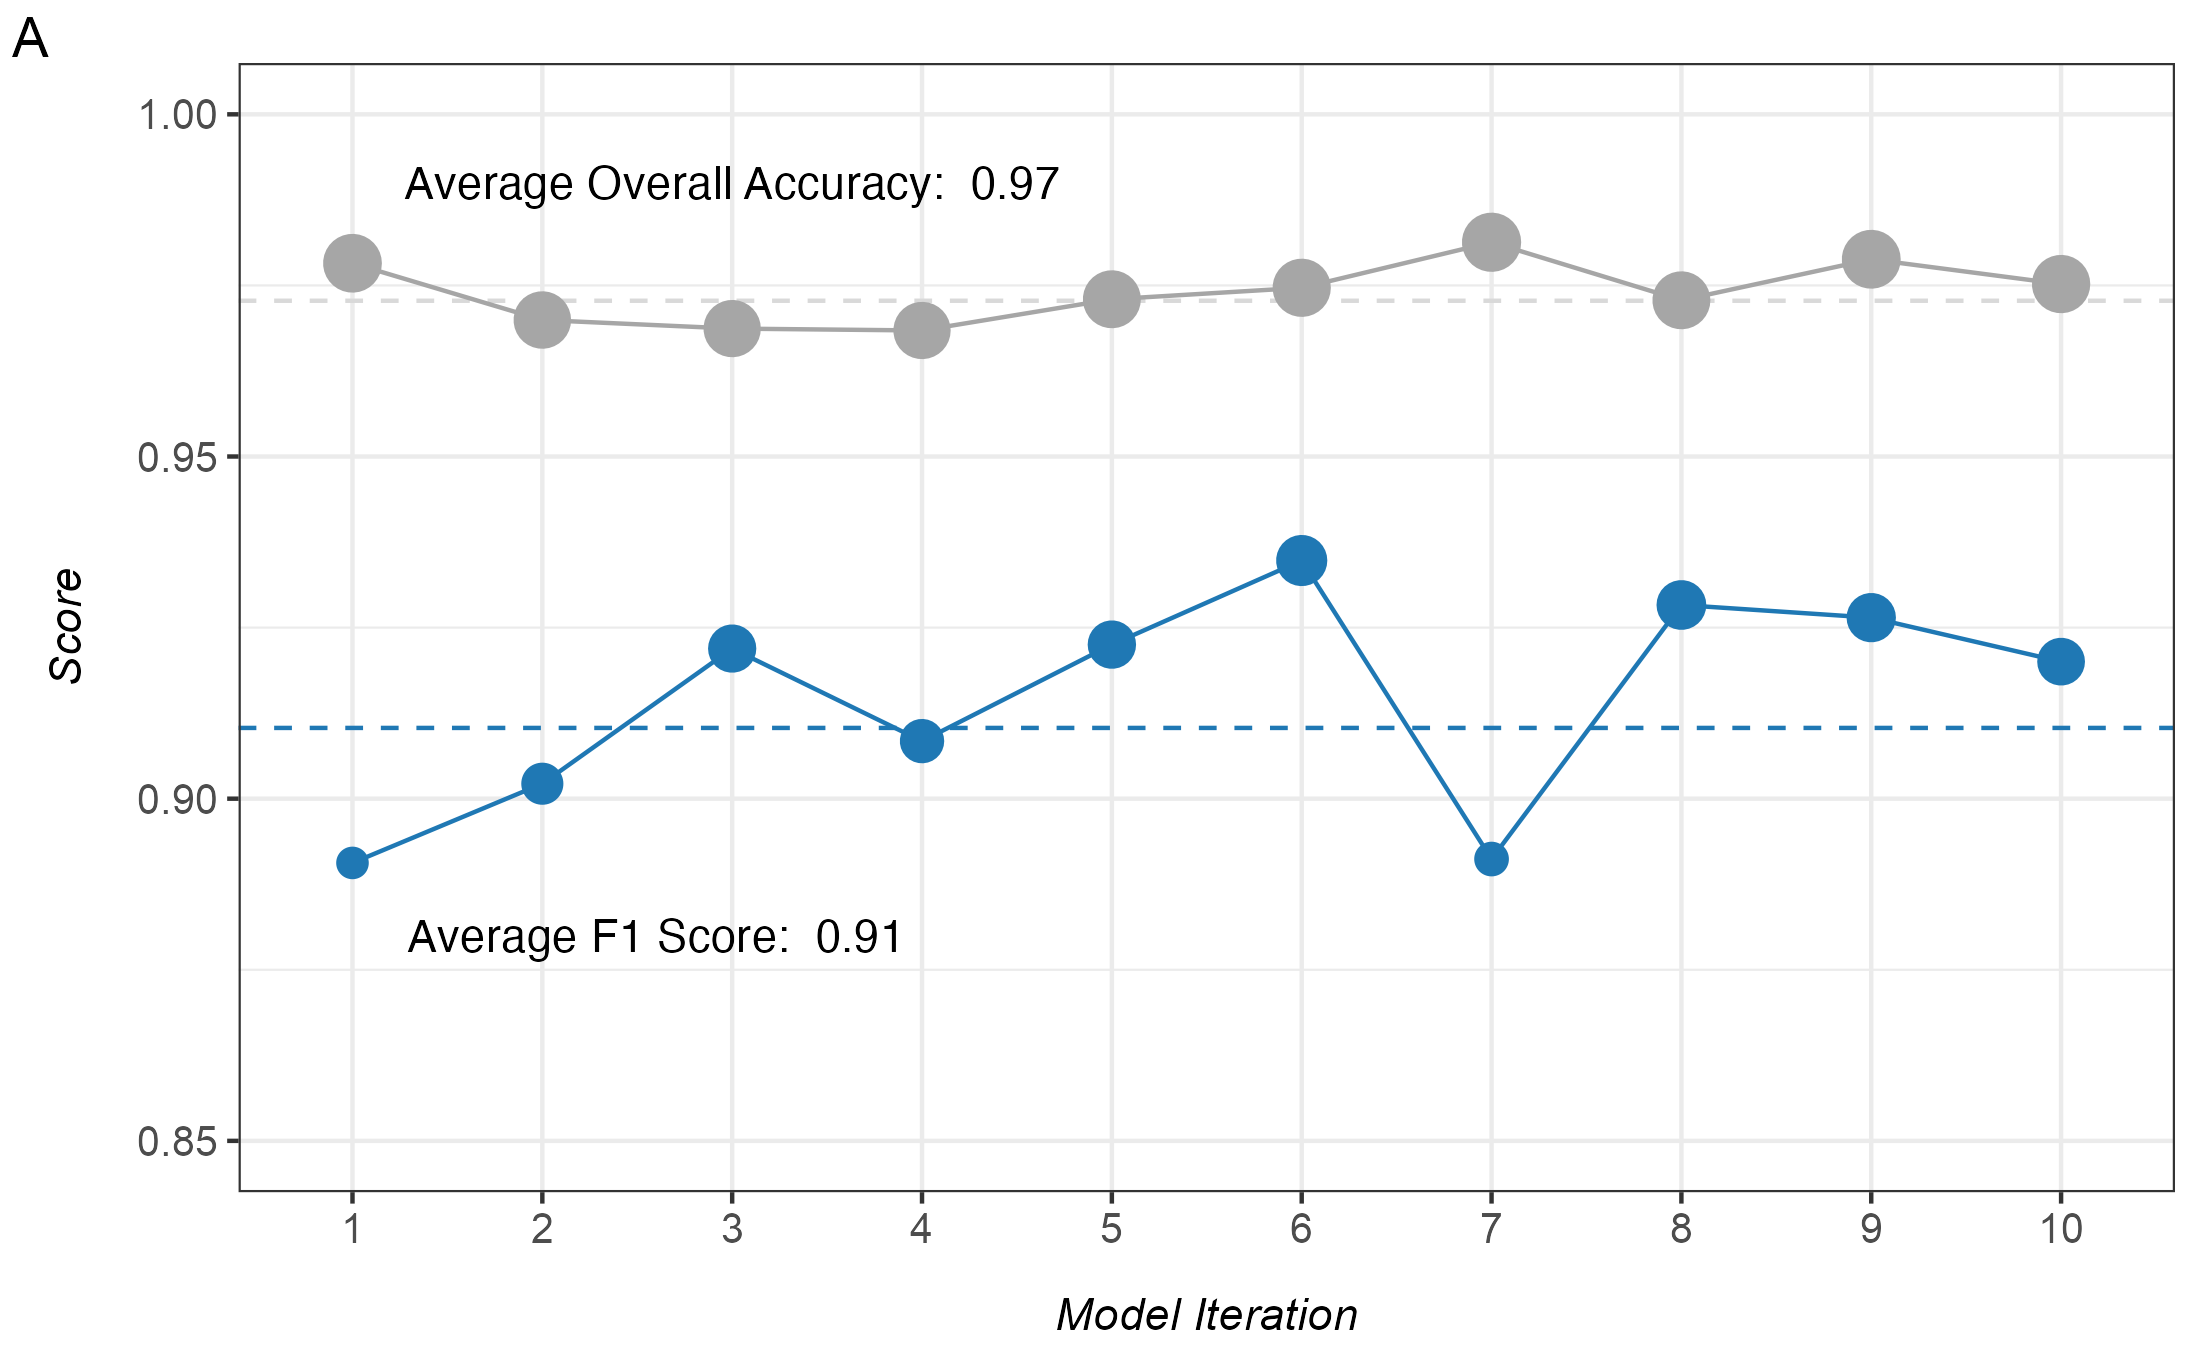 A
1.00
Average Overall Accuracy: 0.97
0.95
Score
0.90
Average F1 Score: 0.91
0.85
1 2 3 4 5 6 7 8 9 10
Model Iteration